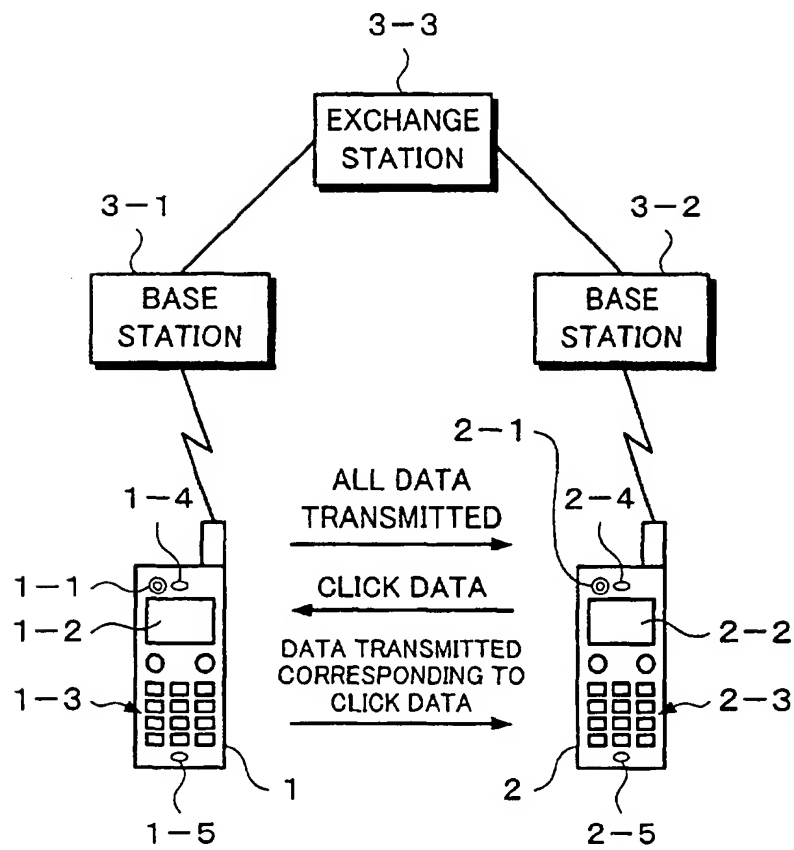 3-3
EXCHANGE
STATION
3-1
3-2
BASE
STATION
BASE
STATION
2-1
1-4
ALL DATA
TRANSMITTED
2-4
1-1
CLICK DATA
1-2
2-2
DATA TRANSMITTED
CORRESPONDING TO
CLICK DATA
1-3
2-3
1
2
1-5
2-5